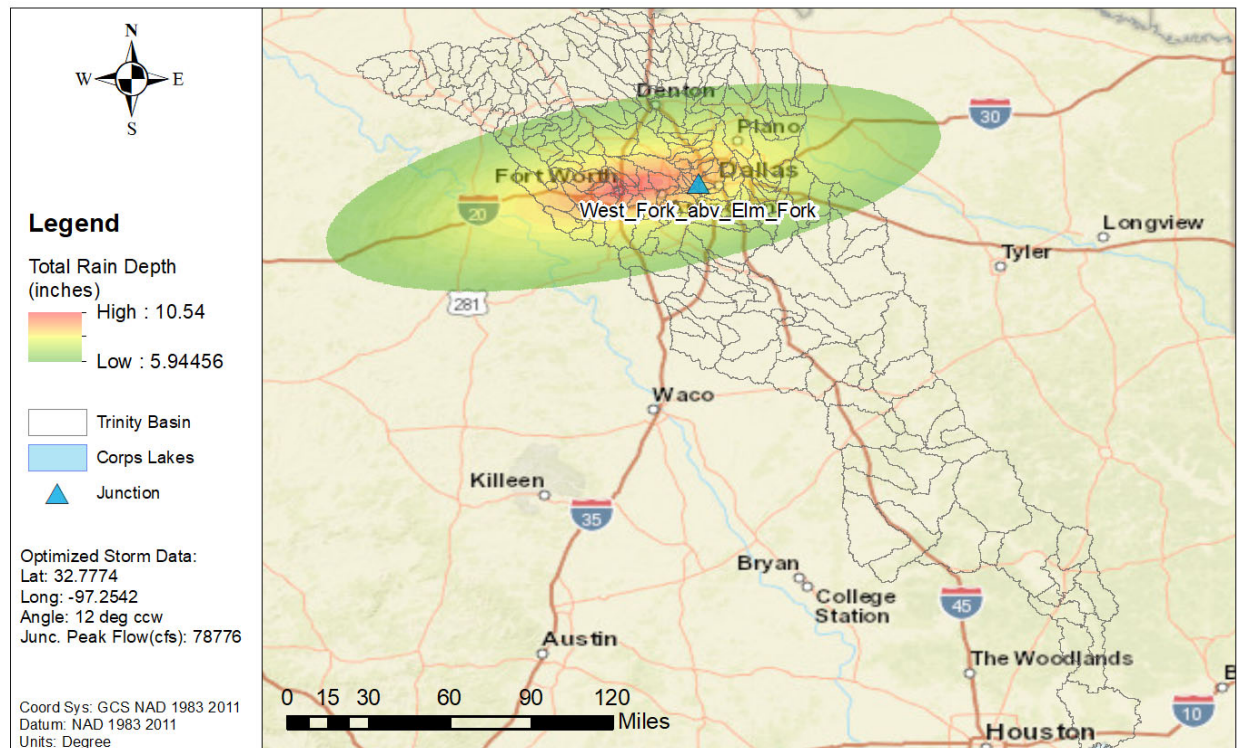 N
W
E
S
Legend
Total Rain Depth
(inches)
High : 10.54
Low : 5.94456
Trinity Basin
Corps Lakes
Junction
Optimized Storm Data:
Lat: 32.7774
Long: -97.2542
Angle: 12 deg ccw
Junc. Peak Flow(cfs): 78776
Coord Sys: GCS NAD 1983 2011
Datum: NAD 1983 2011
Units: Degree
Denton
30
Plano
Fort Worth
Dallas
20
West_Fork_abv_Elm_Fork
Longview
Tyler
281
Waco
Killeen
35
Bryan
College
Station
45
Austin
The Woodlands
10
Houston
0 15 30 60 90 120
Miles